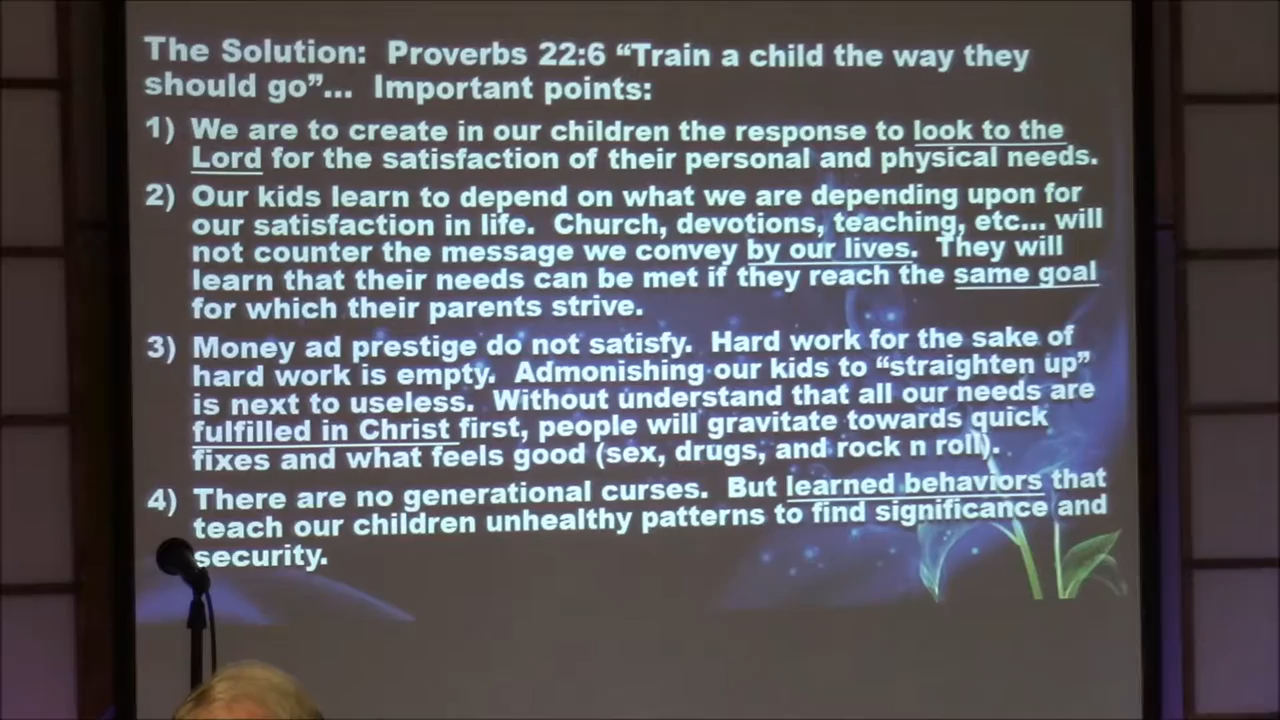 The Solution: Proverbs 22:6 “Train a child the way they
should go”... Important points:
1) We are to create in our children the response to look to the
Lord for the satisfaction of their personal and physical needs.
2) Our kids learn to depend on what we are depending upon for
our satisfaction in life. Church, devotions, teaching, etc... will
not counter the message we convey by our lives. They will
learn that their needs can be met if they reach the same goal
for which their parents strive.
3) Money ad prestige do not satisfy. Hard work for the sake of
hard work is empty. Admonishing our kids to “straighten up”
is next to useless. Without understand that all our needs are
fulfilled in Christ first, people will gravitate towards quick
fixes and what feels good (sex, drugs, and rock n roll).
4) There are no generational curses. But learned behaviors that
teach our children unhealthy patterns to find significance and
security.